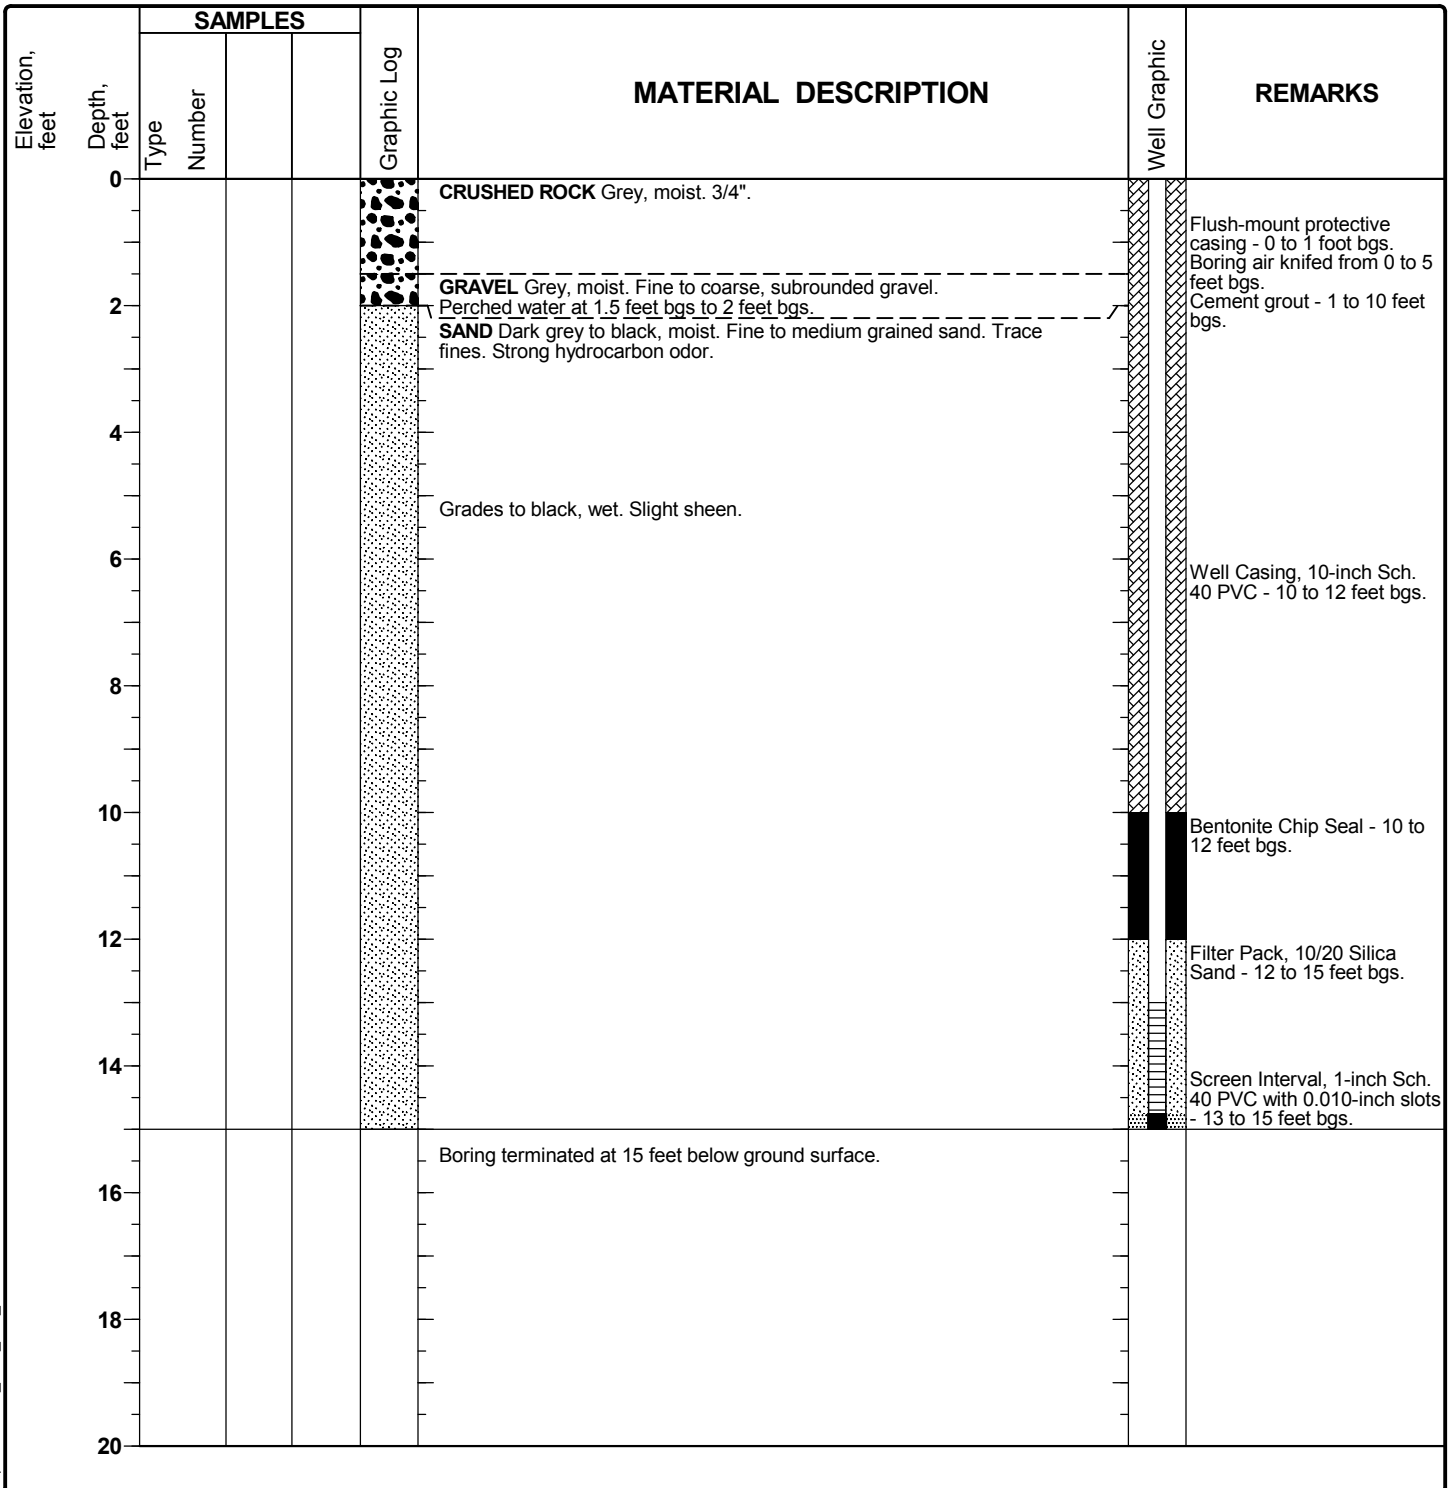 Elevation,
feet
Depth,
feet
SAMPLES
Type
Number
Graphic Log
MATERIAL DESCRIPTION
Well Graphic
REMARKS
0
CRUSHED ROCK Grey, moist. 3/4".
Flush-mount protective
casing - 0 to 1 foot bgs.
Boring air knifed from 0 to 5
feet bgs.
Cement grout - 1 to 10 feet
bgs.
GRAVEL Grey, moist. Fine to coarse, subrounded gravel.
Perched water at 1.5 feet bgs to 2 feet bgs.
2
SAND Dark grey to black, moist. Fine to medium grained sand. Trace
fines. Strong hydrocarbon odor.
4
Grades to black, wet. Slight sheen.
6
Well Casing, 10-inch Sch.
40 PVC - 10 to 12 feet bgs.
8
10
Bentonite Chip Seal - 10 to
12 feet bgs.
12
Filter Pack, 10/20 Silica
Sand - 12 to 15 feet bgs.
14
Screen Interval, 1-inch Sch.
40 PVC with 0.010-inch slots
- 13 to 15 feet bgs.
Boring terminated at 15 feet below ground surface.
16
18
20